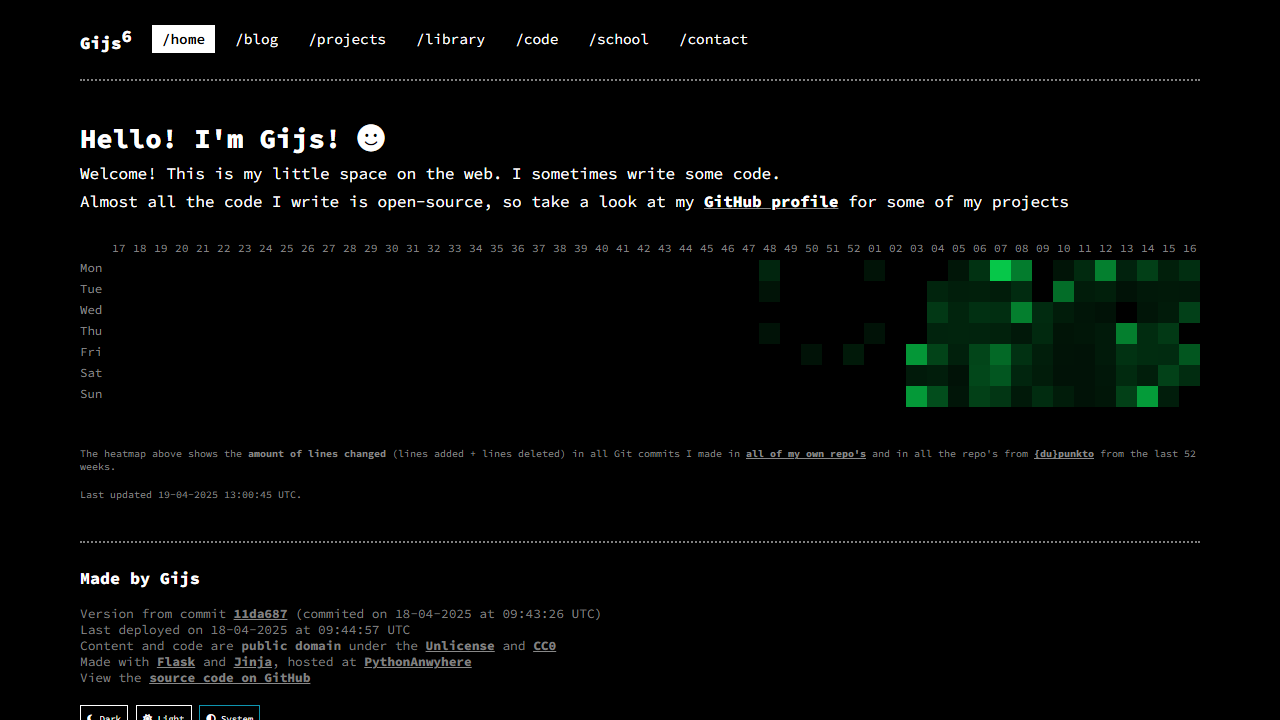 Gijs6 /home /blog /projects /library /code /school /contact
Hello! I'm Gijs! ☻
Welcome! This is my little space on the web. I sometimes write some code.
Almost all the code I write is open-source, so take a look at my GitHub profile for some of my projects
17 18 19 20 21 22 23 24 25 26 27 28 29 30 31 32 33 34 35 36 37 38 39 40 41 42 43 44 45 46 47 48 49 50 51 52 01 02 03 04 05 06 07 08 09 10 11 12 13 14 15 16
Mon
Tue
Wed
Thu
Fri
Sat
Sun
The heatmap above shows the amount of lines changed (lines added + lines deleted) in all Git commits I made in all of my own repo's and in all the repo's from {du}punkto from the last 52
weeks.
Last updated 19-04-2025 13:00:45 UTC.
Made by Gijs
Version from commit 11da687 (commited on 18-04-2025 at 09:43:26 UTC)
Last deployed on 18-04-2025 at 09:44:57 UTC
Content and code are public domain under the Unlicense and CC0
Made with Flask and Jinja, hosted at PythonAnwyhere
View the source code on GitHub
Dark Light System